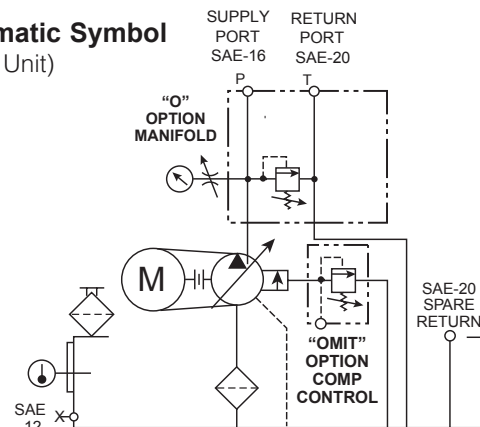 matic Symbol
Unit)
SUPPLY
PORT
SAE-16
P
RETURN
PORT
SAE-20
T
“O”
OPTION
MANIFOLD
M
“OMIT”
OPTION
COMP
CONTROL
SAE-20
SPARE
RETURN
SAE
12